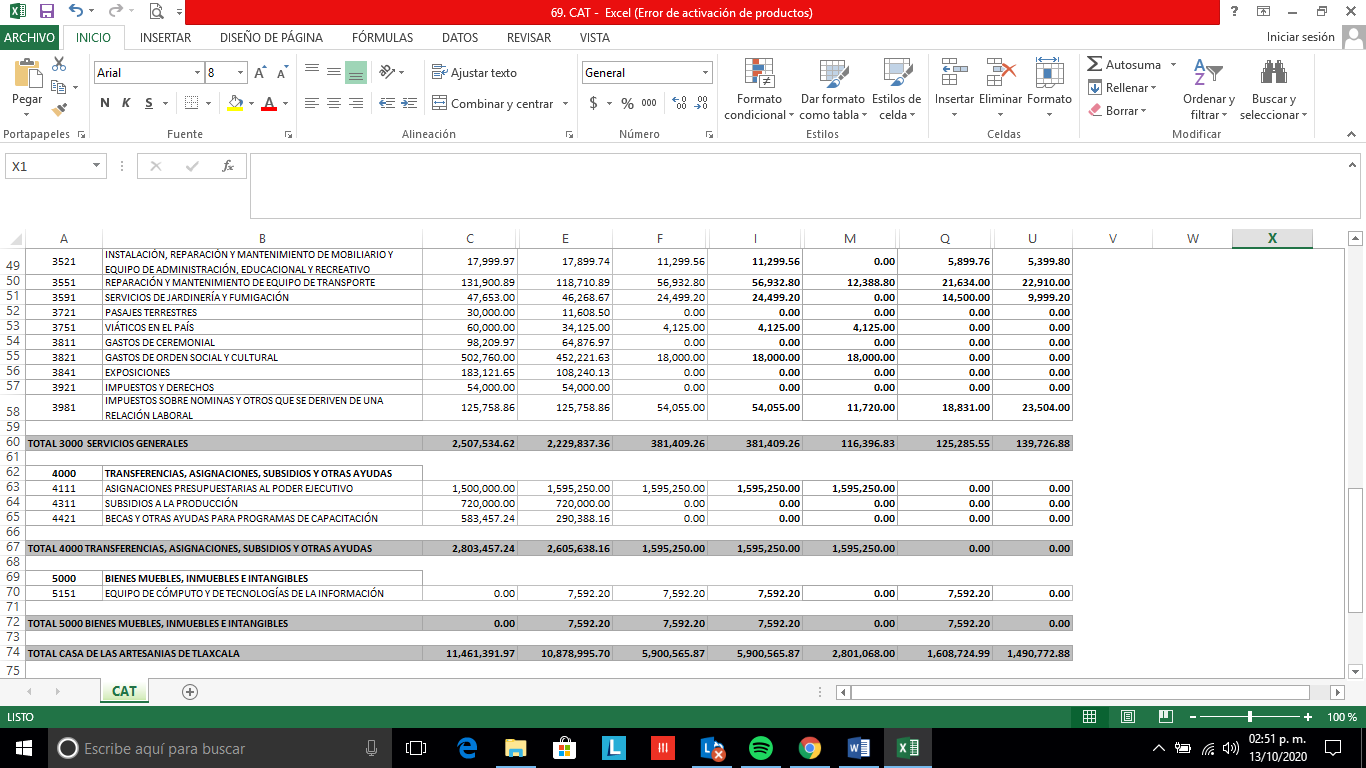 69. CAT - Excel (Error de activación de productos)
ARCHIVO INICIO INSERTAR DISEÑO DE PÁGINA FÓRMULAS DATOS REVISAR VISTA Iniciar sesión
Arial 8 Ajustar texto General Autosuma
Pegar Rellenar
N K S Combinar y centrar $ % 000 Formato condicional Dar formato como tabla Estilos de celda Insertar Eliminar Formato Borrar Ordenar y filtrar Buscar y seleccionar
Portapapeles Fuente Alineación Número Estilos Celdas Modificar
X1 fx
A B C E F I M Q U V W X
49 3521 INSTALACIÓN, REPARACIÓN Y MANTENIMIENTO DE MOBILIARIO Y
EQUIPO DE ADMINISTRACIÓN, EDUCACIONAL Y RECREATIVO 17,999.97 17,899.74 11,299.56 11,299.56 0.00 5,899.76 5,399.80
50 3551 REPARACIÓN Y MANTENIMIENTO DE EQUIPO DE TRANSPORTE 131,900.89 118,710.89 56,932.80 56,932.80 12,388.80 21,634.00 22,910.00
51 3591 SERVICIOS DE JARDINERÍA Y FUMIGACIÓN 47,653.00 46,268.67 24,499.20 24,499.20 0.00 14,500.00 9,999.20
52 3721 PASAJES TERRESTRES 30,000.00 11,608.50 0.00 0.00 0.00 0.00 0.00
53 3751 VIÁTICOS EN EL PAÍS 60,000.00 34,125.00 4,125.00 4,125.00 4,125.00 0.00 0.00
54 3811 GASTOS DE CEREMONIAL 98,209.97 64,876.97 0.00 0.00 0.00 0.00 0.00
55 3821 GASTOS DE ORDEN SOCIAL Y CULTURAL 502,760.00 452,221.63 18,000.00 18,000.00 18,000.00 0.00 0.00
56 3841 EXPOSICIONES 183,121.65 108,240.13 0.00 0.00 0.00 0.00 0.00
57 3921 IMPUESTOS Y DERECHOS 54,000.00 54,000.00 0.00 0.00 0.00 0.00 0.00
58 3981 IMPUESTOS SOBRE NOMINAS Y OTROS QUE SE DERIVEN DE UNA
RELACIÓN LABORAL 125,758.86 125,758.86 54,055.00 54,055.00 11,720.00 18,831.00 23,504.00
59
60 TOTAL 3000 SERVICIOS GENERALES 2,507,534.62 2,229,837.36 381,409.26 381,409.26 116,396.83 125,285.55 139,726.88
61
62 4000 TRANSFERENCIAS, ASIGNACIONES, SUBSIDIOS Y OTRAS AYUDAS
63 4111 ASIGNACIONES PRESUPUESTARIAS AL PODER EJECUTIVO 1,500,000.00 1,595,250.00 1,595,250.00 1,595,250.00 1,595,250.00 0.00 0.00
64 4311 SUBSIDIOS A LA PRODUCCIÓN 720,000.00 720,000.00 0.00 0.00 0.00 0.00 0.00
65 4421 BECAS Y OTRAS AYUDAS PARA PROGRAMAS DE CAPACITACIÓN 583,457.24 290,388.16 0.00 0.00 0.00 0.00 0.00
66
67 TOTAL 4000 TRANSFERENCIAS, ASIGNACIONES, SUBSIDIOS Y OTRAS AYUDAS 2,803,457.24 2,605,638.16 1,595,250.00 1,595,250.00 1,595,250.00 0.00 0.00
68
69 5000 BIENES MUEBLES, INMUEBLES E INTANGIBLES
70 5151 EQUIPO DE CÓMPUTO Y DE TECNOLOGÍAS DE LA INFORMACIÓN 0.00 7,592.20 7,592.20 7,592.20 0.00 7,592.20 0.00
71
72 TOTAL 5000 BIENES MUEBLES, INMUEBLES E INTANGIBLES 0.00 7,592.20 7,592.20 7,592.20 0.00 7,592.20 0.00
73
74 TOTAL CASA DE LAS ARTESANIAS DE TLAXCALA 11,461,391.97 10,878,995.70 5,900,565.87 5,900,565.87 2,801,068.00 1,608,724.99 1,490,772.88
75
CAT
LISTO 100 %
Escribe aquí para buscar 02:51 p. m.
13/10/2020